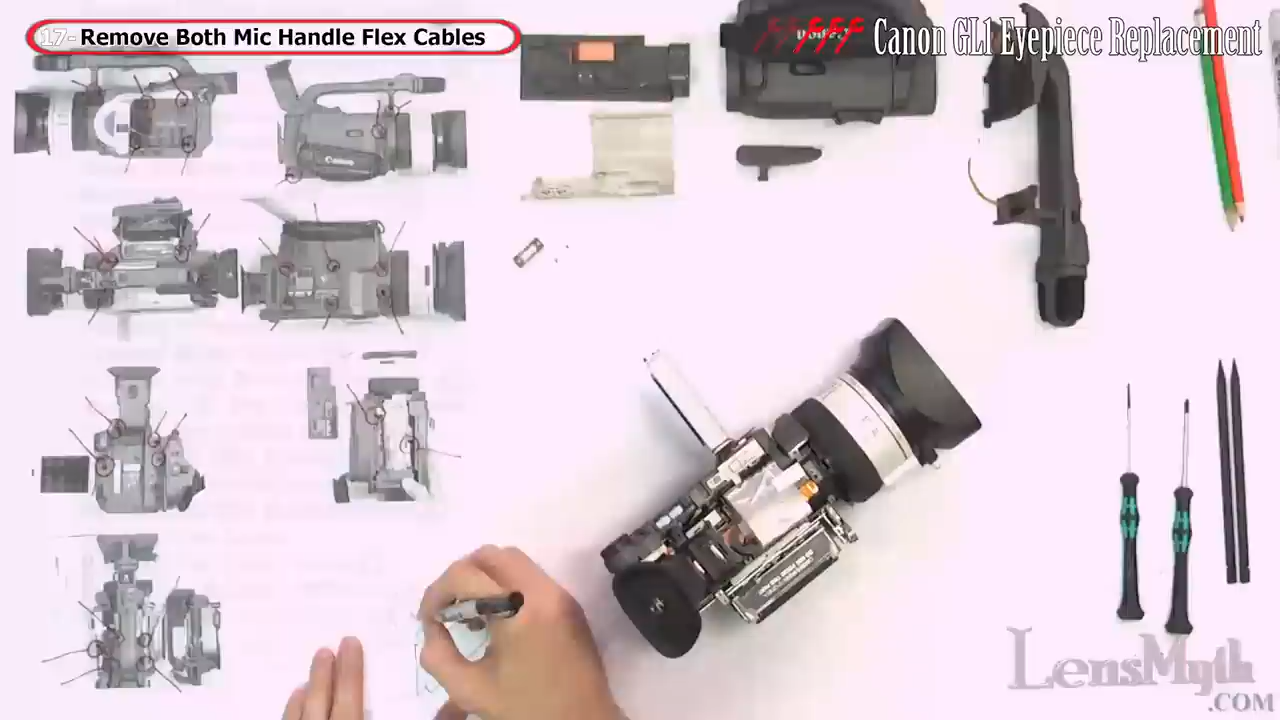 17- Remove Both Mic Handle Flex Cables
Canon GL1 Eyepiece Replacement
Canon
LensMyth
.COM